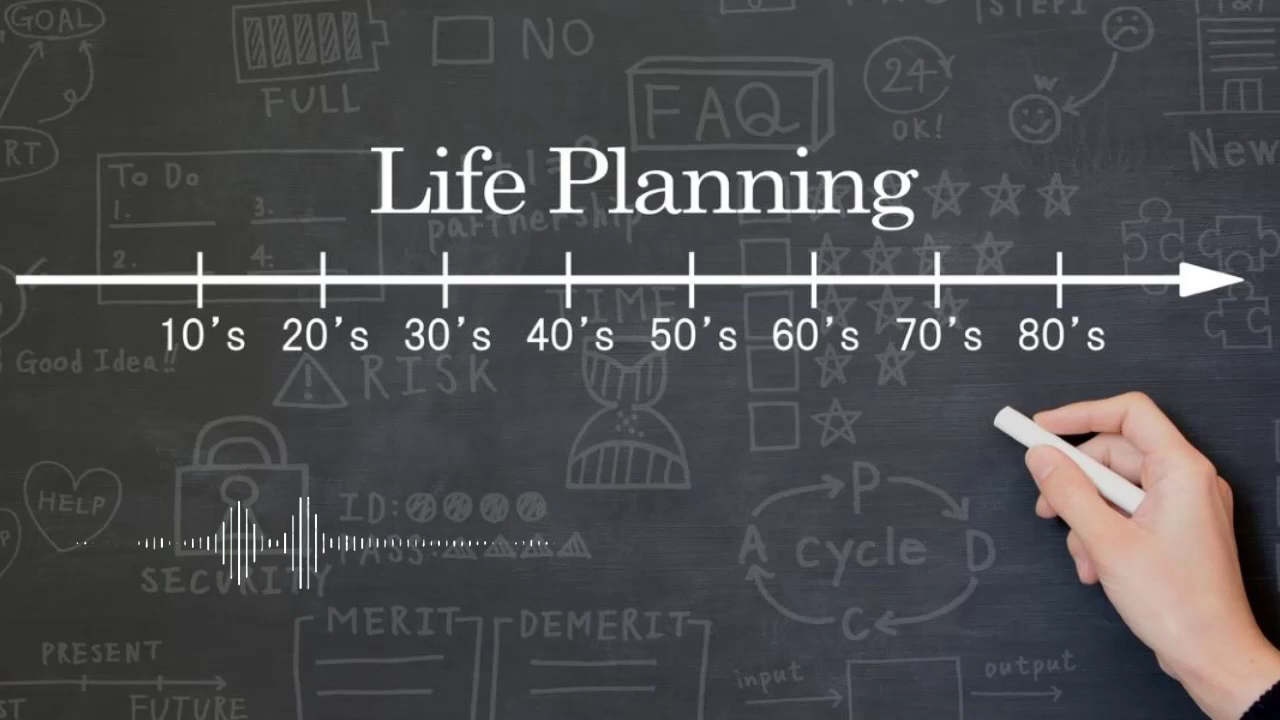 GOAL
FULL
NO
FAQ
24
OK!
STEP1
W
New
RT
To Do
1.
2.
3.
4.
Life Planning
partnership
10's 20's 30's 40's 50's 60's 70's 80's
TIME
Good Idea!!
RISK
HELP
ID:
PASS
SECURITY
P
A cycle D
C
MERIT
DEMERIT
PRESENT
FUTURE
input
output